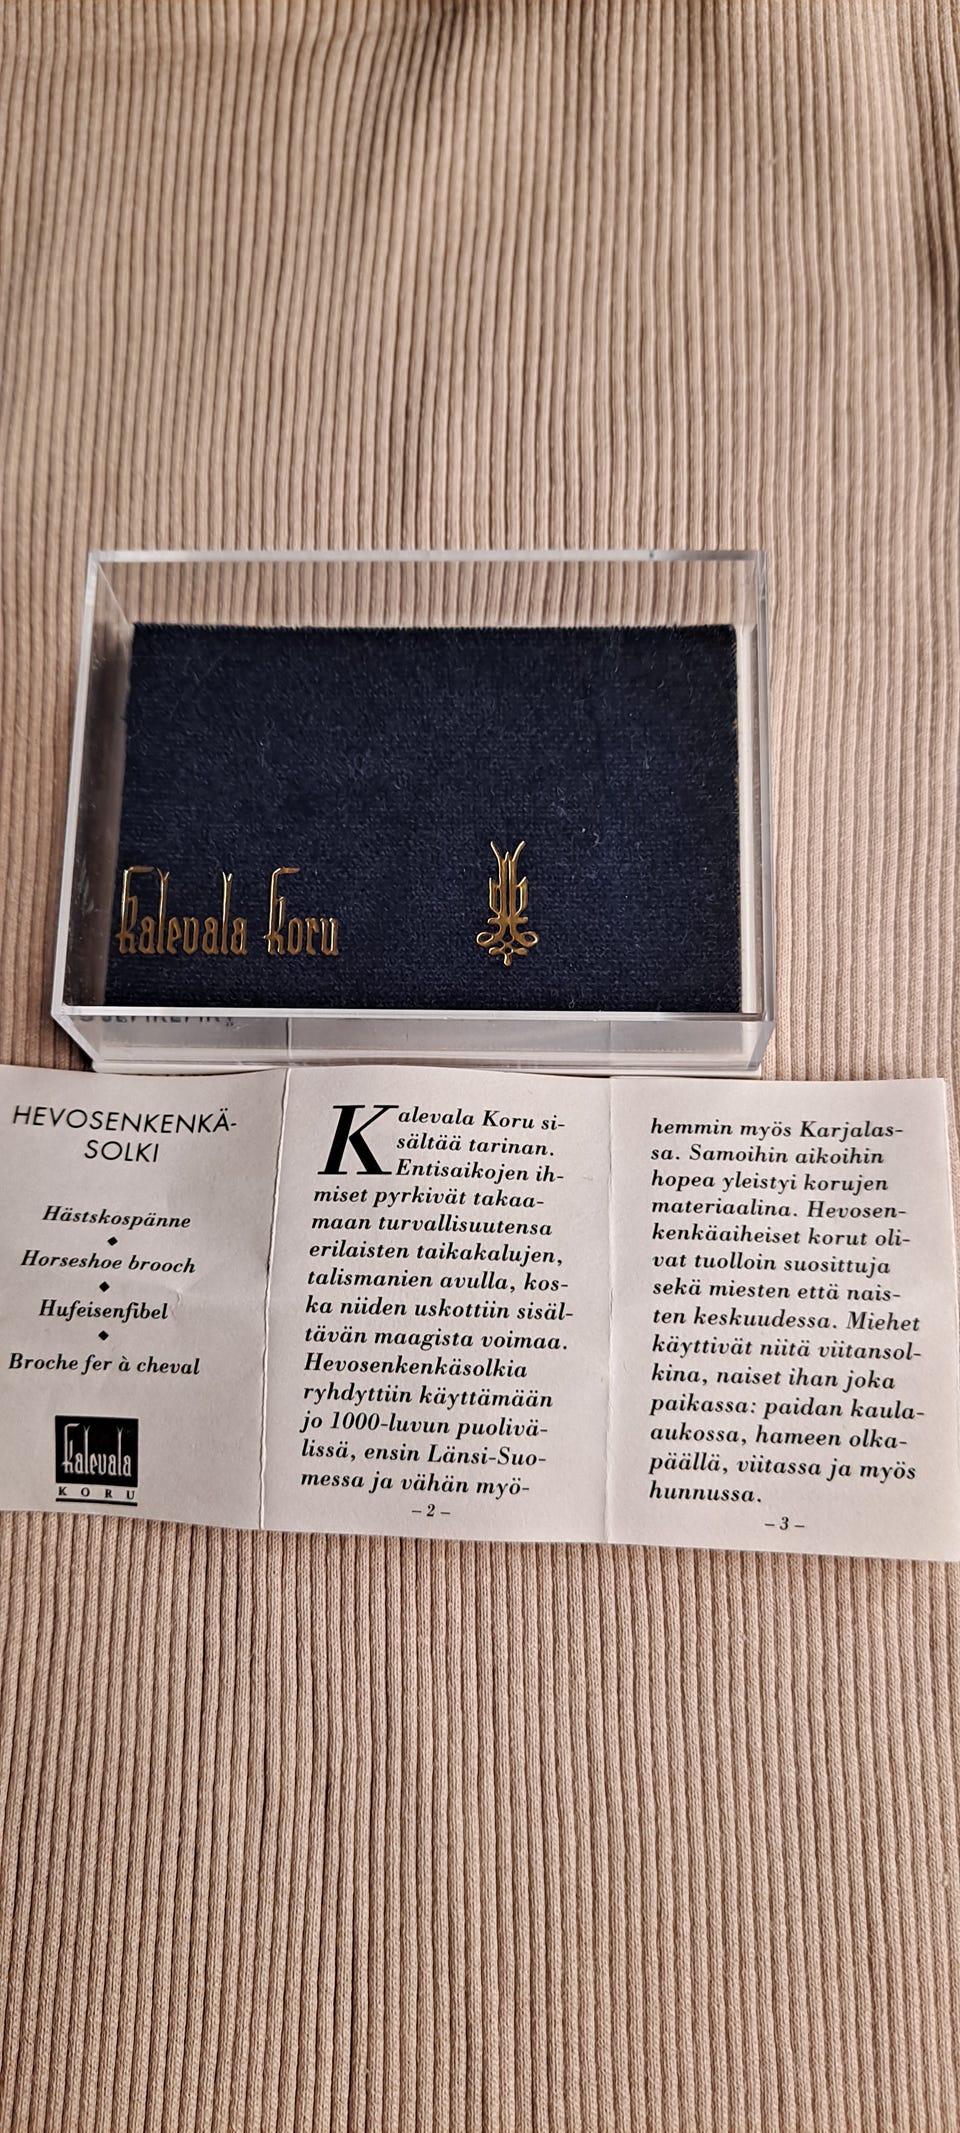 Kalevala Koru
HEVOSENKENKÄ-
SOLKI
Hästskospänne
Horseshoe brooch
Hufeisenfibel
Broche fer à cheval
Kalevala
KORU
Kalevala Koru si-
sältää tarinan.
Entisaikojen ih-
miset pyrkivät takaa-
maan turvallisuutensa
erilaisten taikakalujen,
talismanien avulla, kos-
ka niiden uskottiin sisäl-
tävän maagista voimaa.
Hevosenkenkäsolkia
ryhdyttiin käyttämään
jo 1000-luvun puolivä-
lissä, ensin Länsi-Suo-
messa ja vähän myö-
– 2 –
hemmin myös Karjalas-
sa. Samoihin aikoihin
hopea yleistyi korujen
materiaalina. Hevosen-
kenkäaiheiset korut oli-
vat tuolloin suosittuja
sekä miesten että nais-
ten keskuudessa. Miehet
käyttivät niitä viitansol-
kina, naiset ihan joka
paikassa: paidan kaula-
aukossa, hameen olka-
päällä, viitassa ja myös
hunnussa.
– 3 –